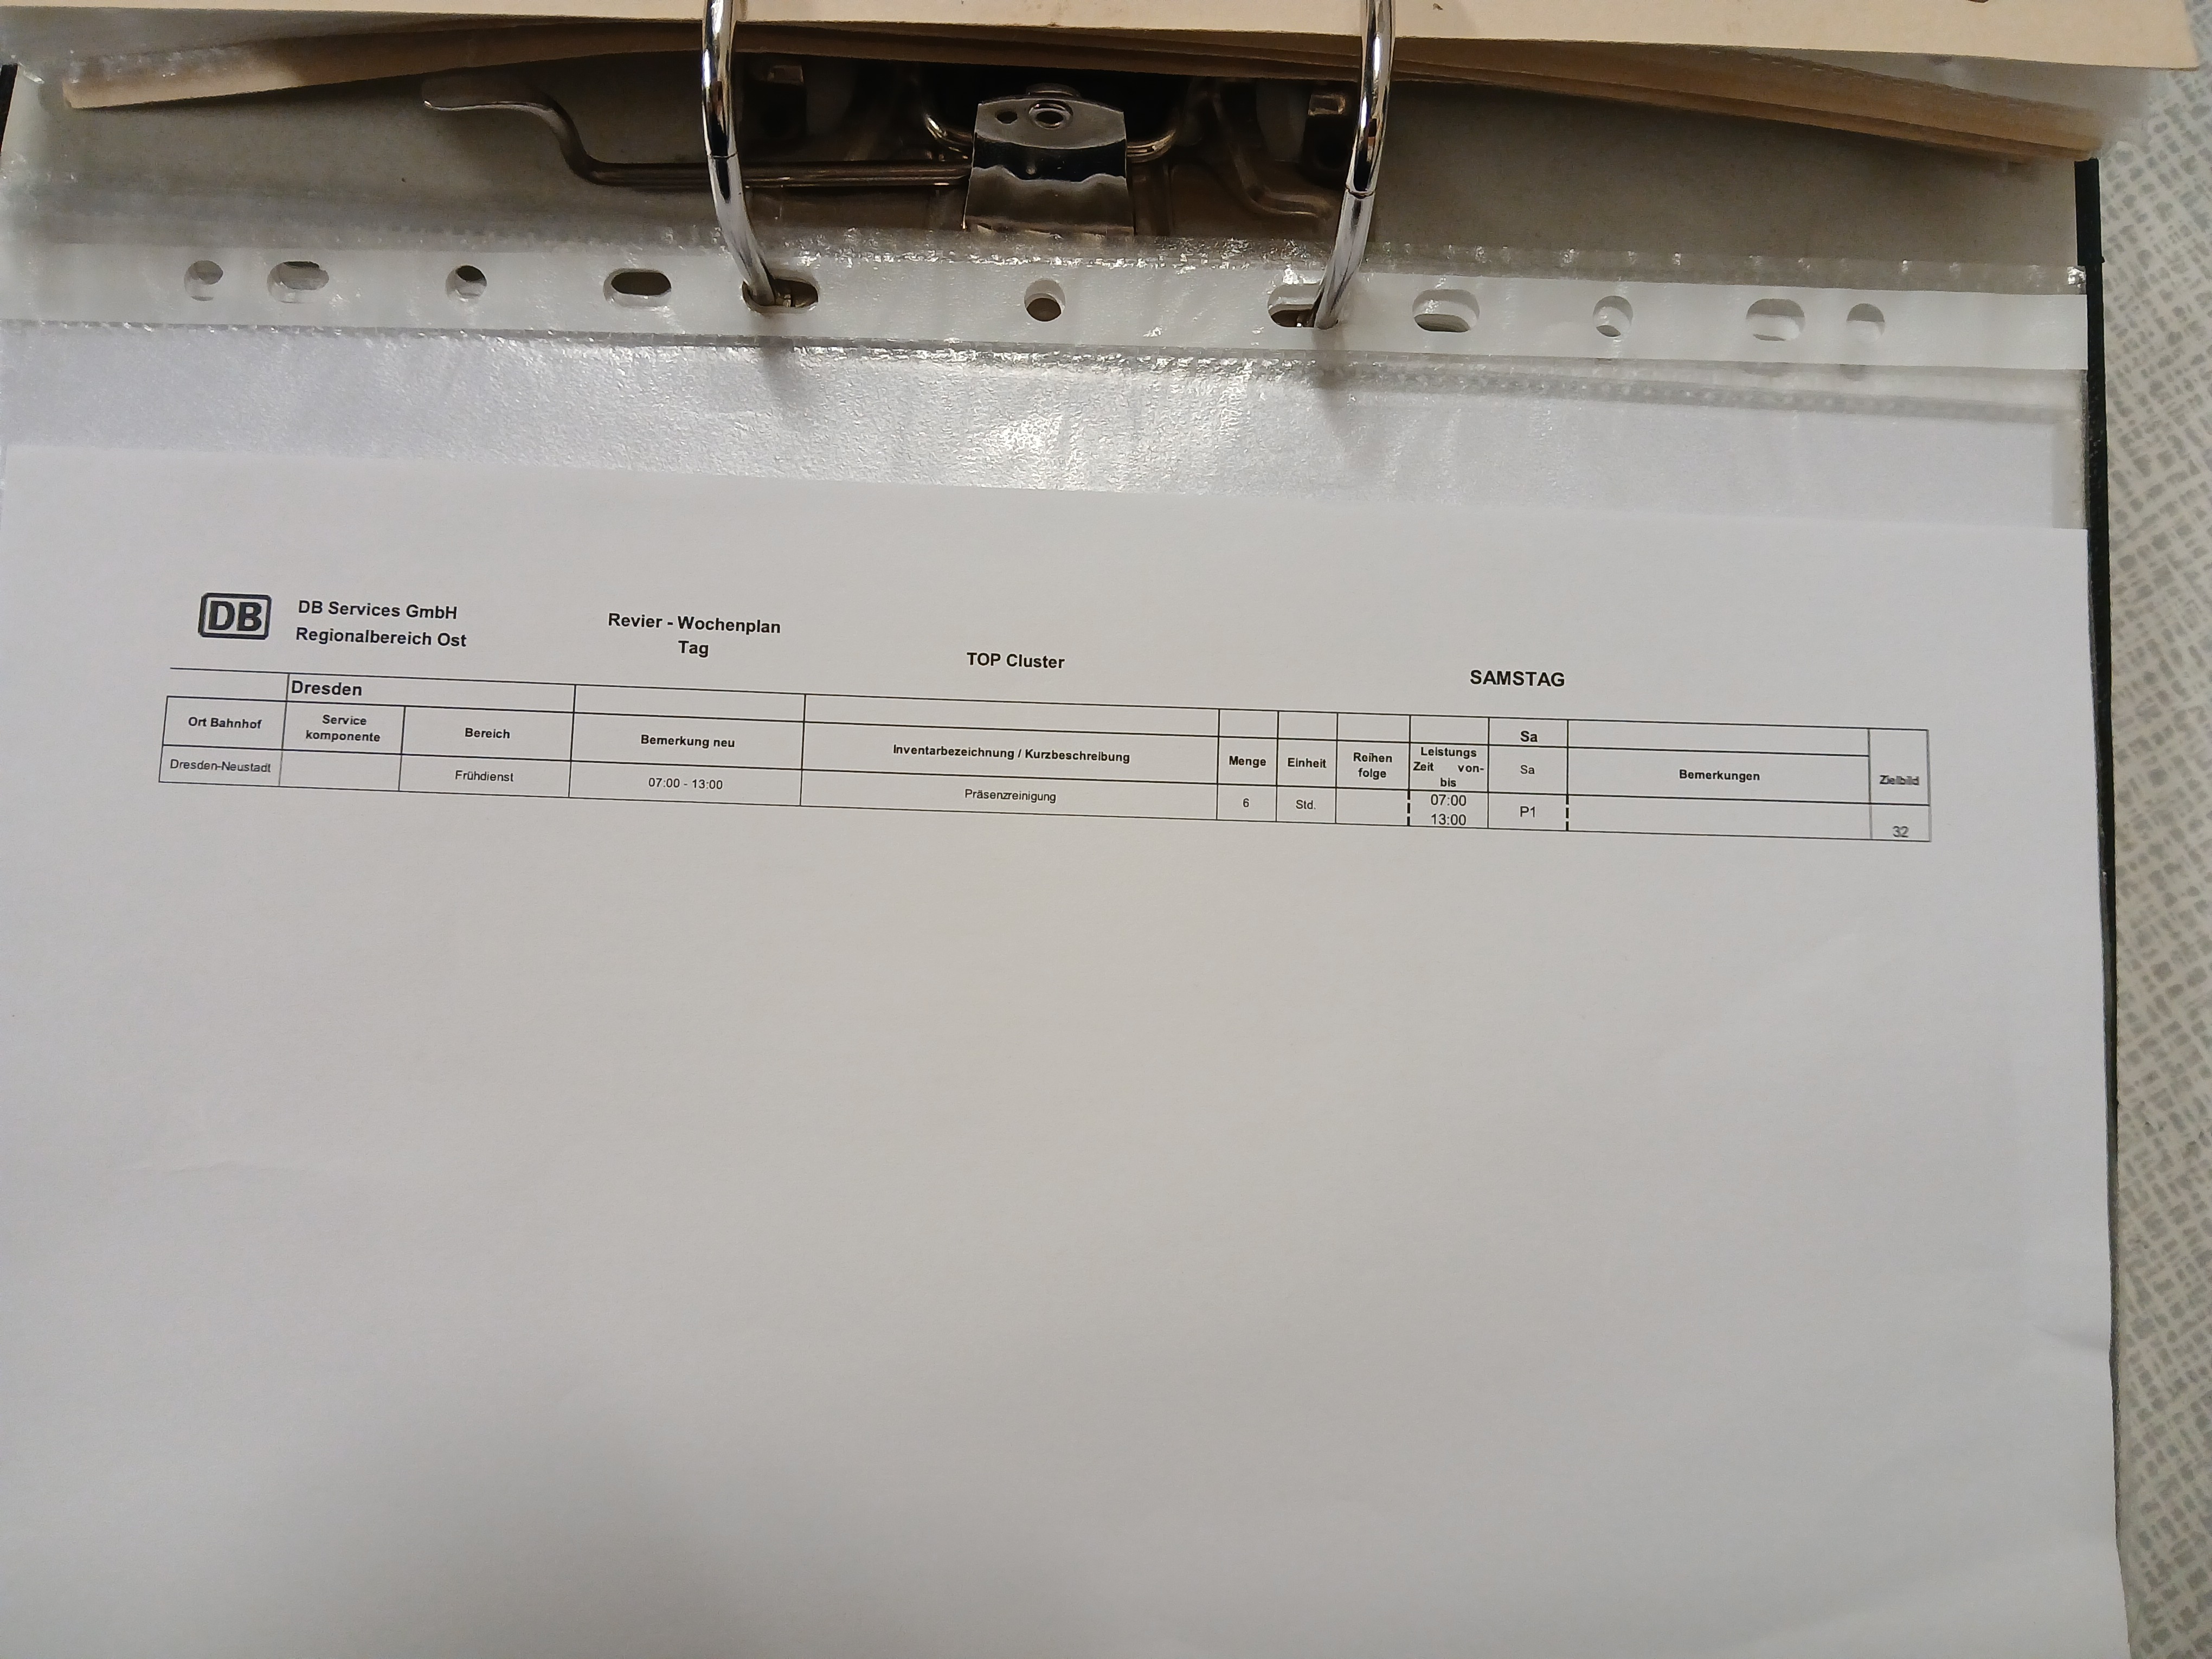 DB
DB Services GmbH
Regionalbereich Ost
Revier - Wochenplan
Tag
TOP Cluster
SAMSTAG
Dresden
Sa
Ort Bahnhof
Service
komponente
Bereich
Bemerkung neu
Inventarbezeichnung / Kurzbeschreibung
Menge
Einheit
Reihen
folge
Leistungs
Zeit von-
bis
Sa
Bemerkungen
Zielbild
Dresden-Neustadt
Frühdienst
07:00 - 13:00
Präsenzreinigung
6
Std.
07:00
13:00
P1
32